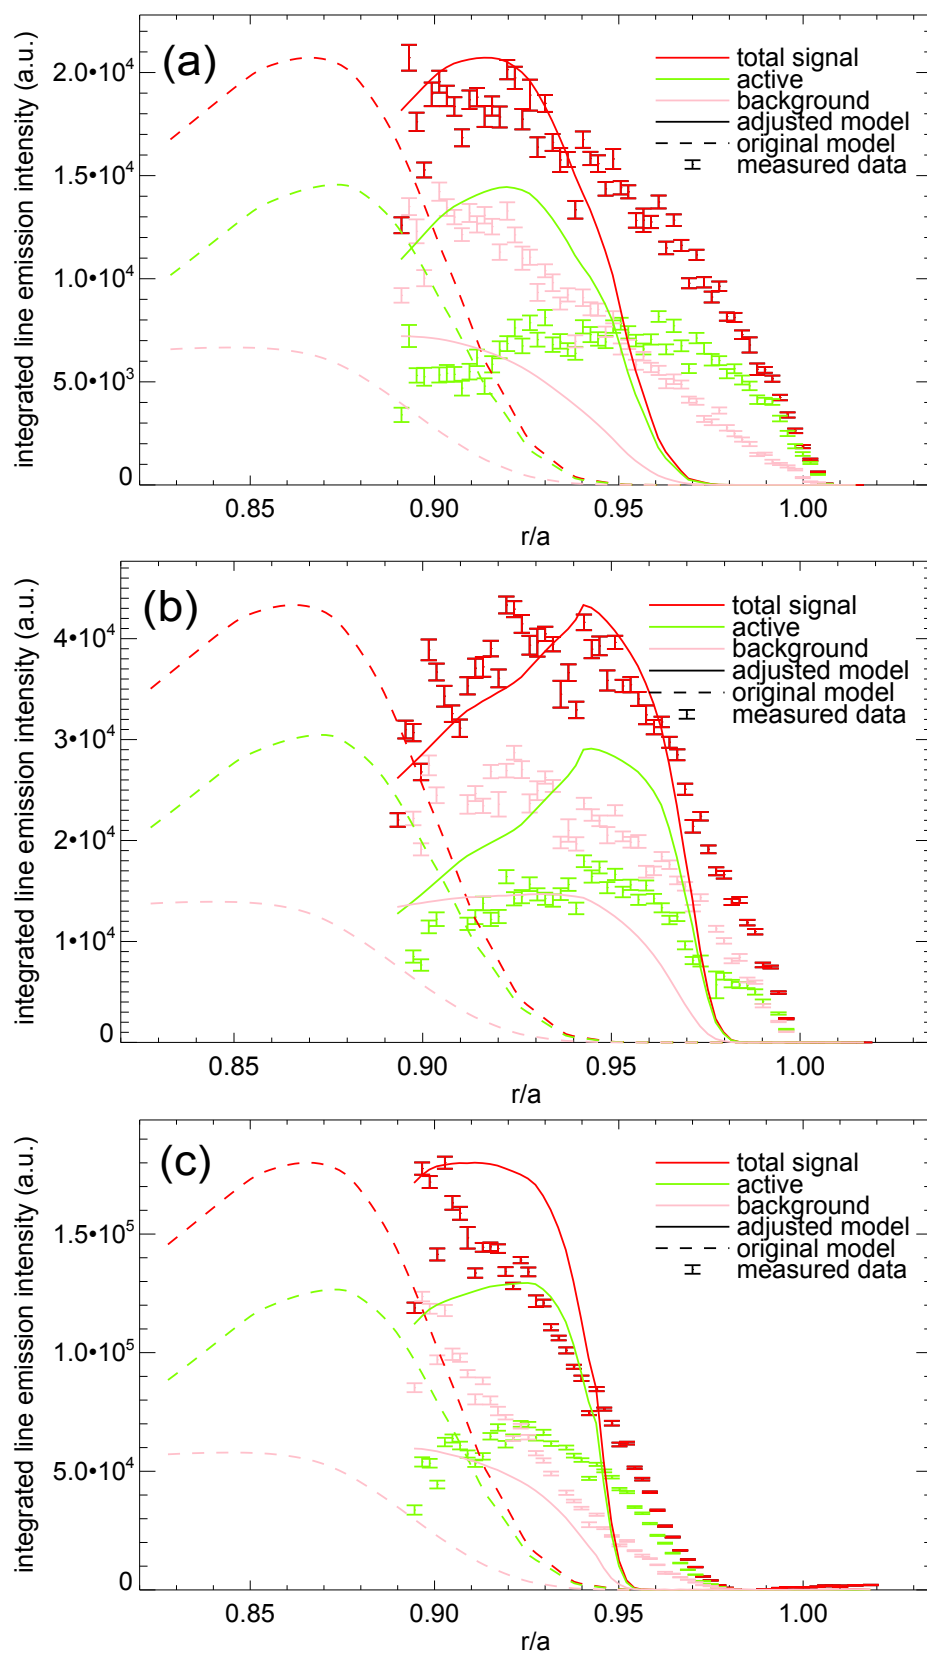 (a)
integrated line emission intensity (a.u.)
2.0•10⁴
1.5•10⁴
1.0•10⁴
5.0•10³
0
total signal
active
background
adjusted model
original model
measured data
0.85 0.90 0.95 1.00
r/a
(b)
integrated line emission intensity (a.u.)
4•10⁴
3•10⁴
2•10⁴
1•10⁴
0
total signal
active
background
adjusted model
original model
measured data
0.85 0.90 0.95 1.00
r/a
(c)
integrated line emission intensity (a.u.)
1.5•10⁵
1.0•10⁵
5.0•10⁴
0
total signal
active
background
adjusted model
original model
measured data
0.85 0.90 0.95 1.00
r/a